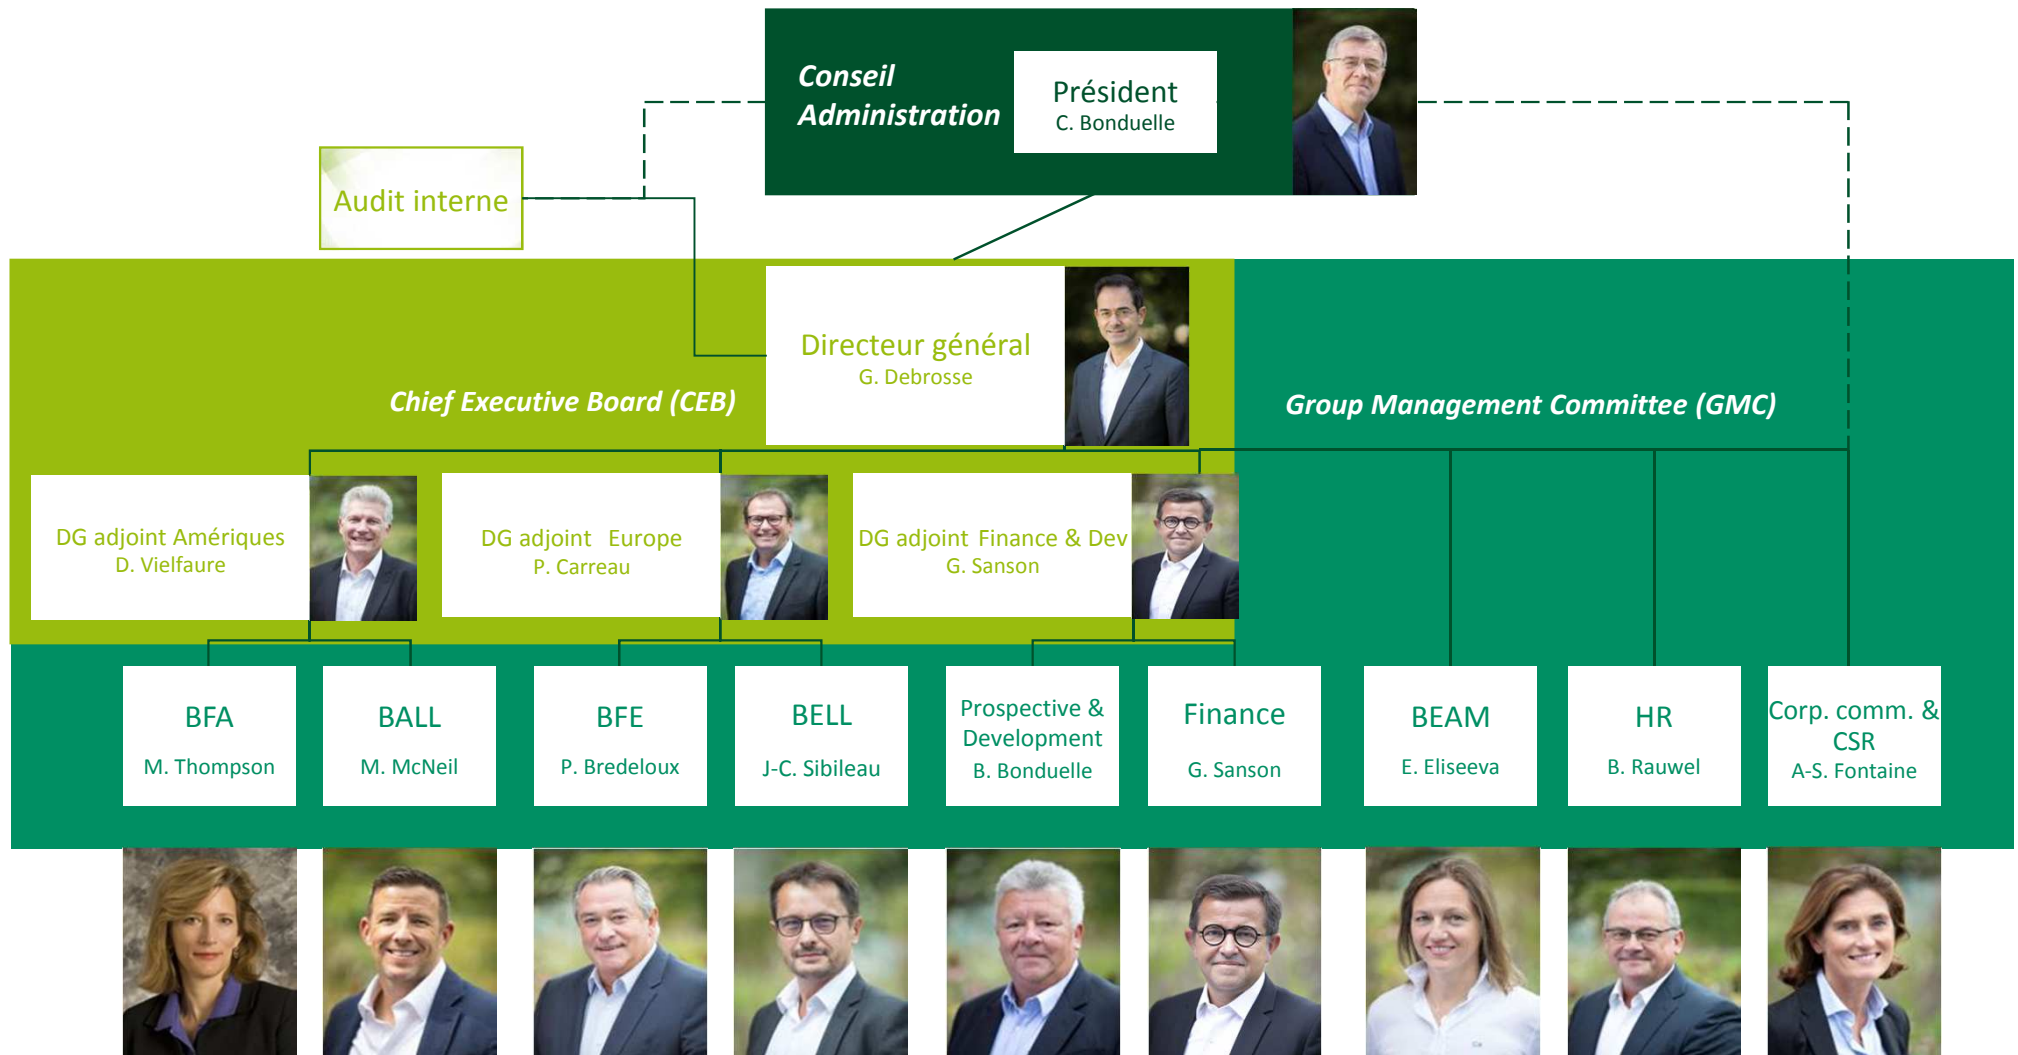 Conseil
Administration
Président
C. Bonduelle
Audit interne
Directeur général
G. Debrosse
Chief Executive Board (CEB)
Group Management Committee (GMC)
DG adjoint Amériques
D. Vielfaure
DG adjoint Europe
P. Carreau
DG adjoint Finance & Dev
G. Sanson
BFA
M. Thompson
BALL
M. McNeil
BFE
P. Bredeloux
BELL
J-C. Sibileau
Prospective &
Development
B. Bonduelle
Finance
G. Sanson
BEAM
E. Eliseeva
HR
B. Rauwel
Corp. comm. &
CSR
A-S. Fontaine